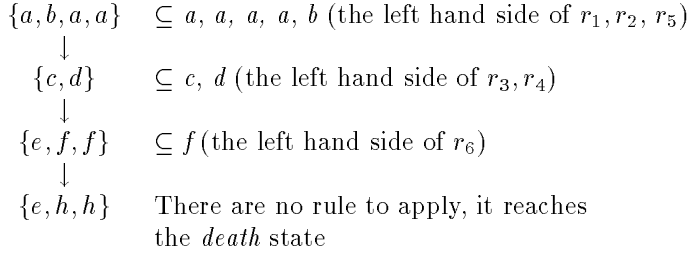 {a, b, a, a} ⊆ a, a, a, a, b (the left hand side of r₁, r₂, r₅)
↓
{c, d} ⊆ c, d (the left hand side of r₃, r₄)
↓
{e, f, f} ⊆ f (the left hand side of r₆)
↓
{e, h, h} There are no rule to apply, it reaches
the death state